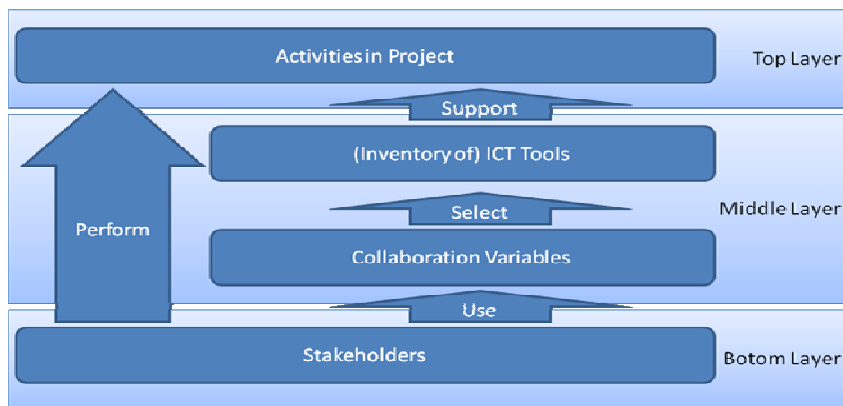 Activities in Project
Top Layer
Support
(Inventory of) ICT Tools
Middle Layer
Select
Perform
Collaboration Variables
Use
Stakeholders
Botom Layer